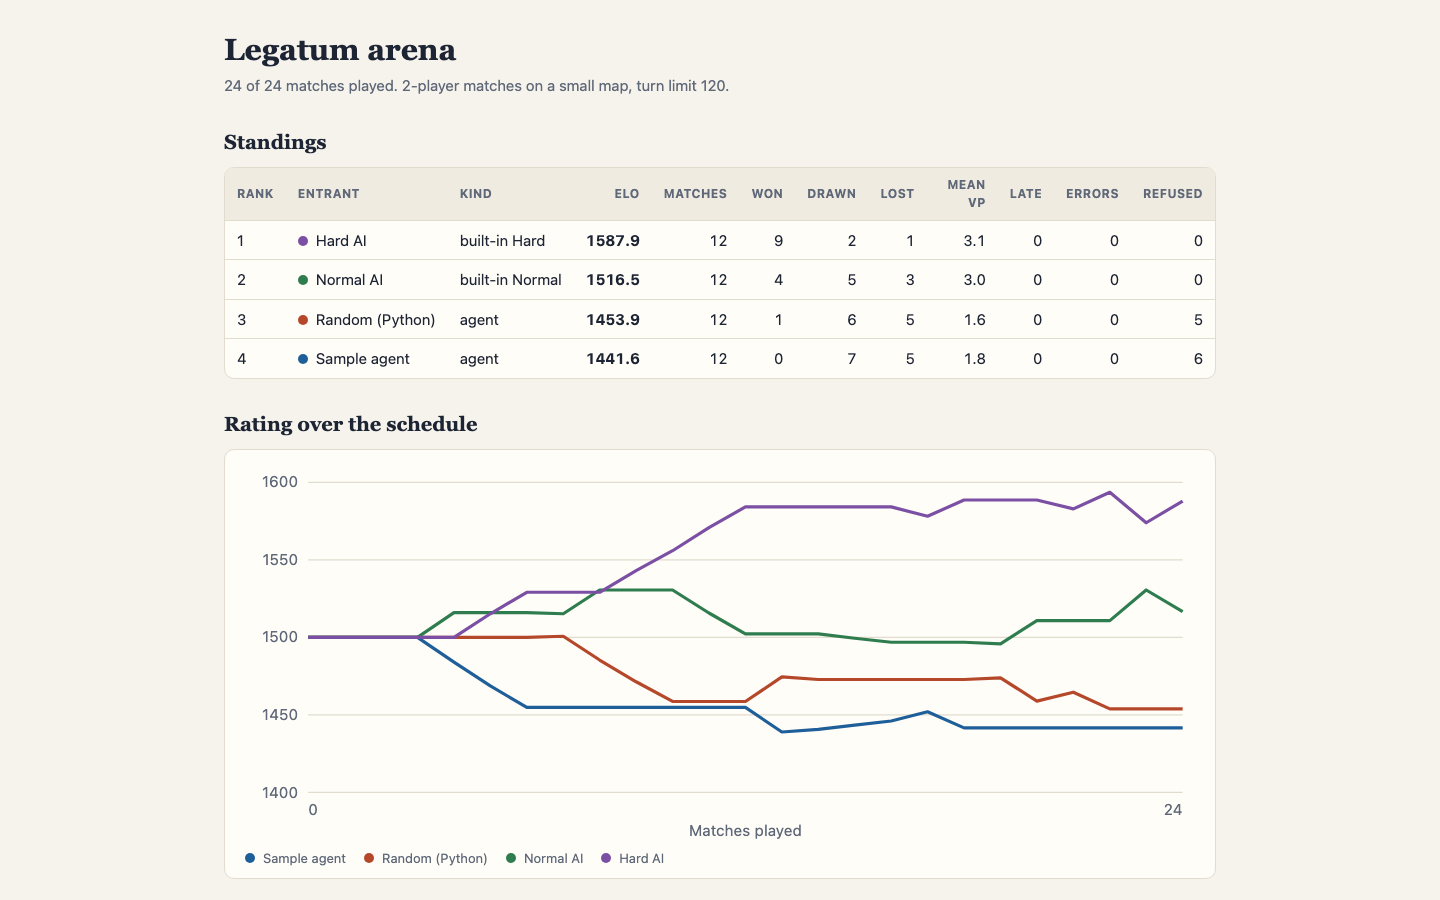 Legatum arena
24 of 24 matches played. 2-player matches on a small map, turn limit 120.
Standings
RANK ENTRANT KIND ELO MATCHES WON DRAWN LOST MEAN VP LATE ERRORS REFUSED
1 Hard AI built-in Hard 1587.9 12 9 2 1 3.1 0 0 0
2 Normal AI built-in Normal 1516.5 12 4 5 3 3.0 0 0 0
3 Random (Python) agent 1453.9 12 1 6 5 1.6 0 0 5
4 Sample agent agent 1441.6 12 0 7 5 1.8 0 0 6
Rating over the schedule
1600
1550
1500
1450
1400
0 24
Matches played
Sample agent Random (Python) Normal AI Hard AI